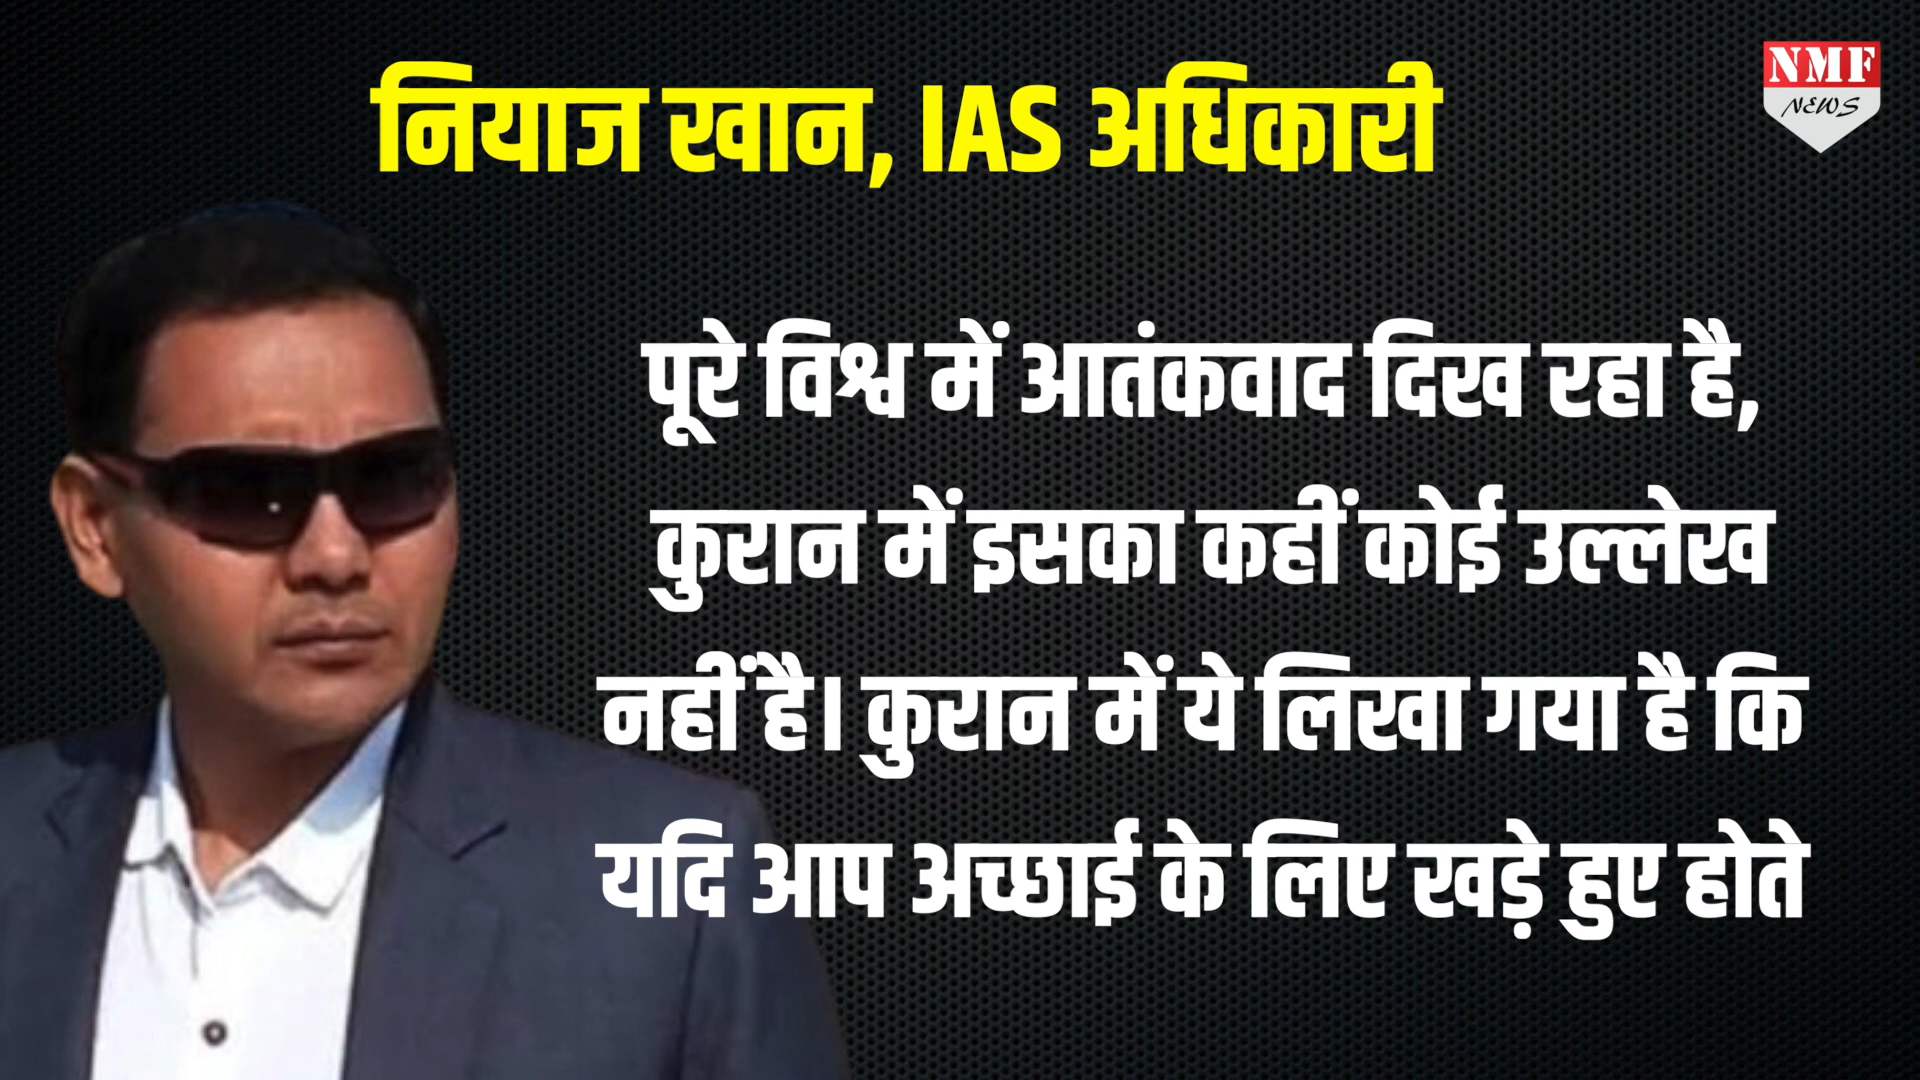 नियाज खान, IAS अधिकारी
NMF
NEWS
पूरे विश्व में आतंकवाद दिख रहा है,
कुरान में इसका कहीं कोई उल्लेख
नहीं है। कुरान में ये लिखा गया है कि
यदि आप अच्छाई के लिए खड़े हुए होते